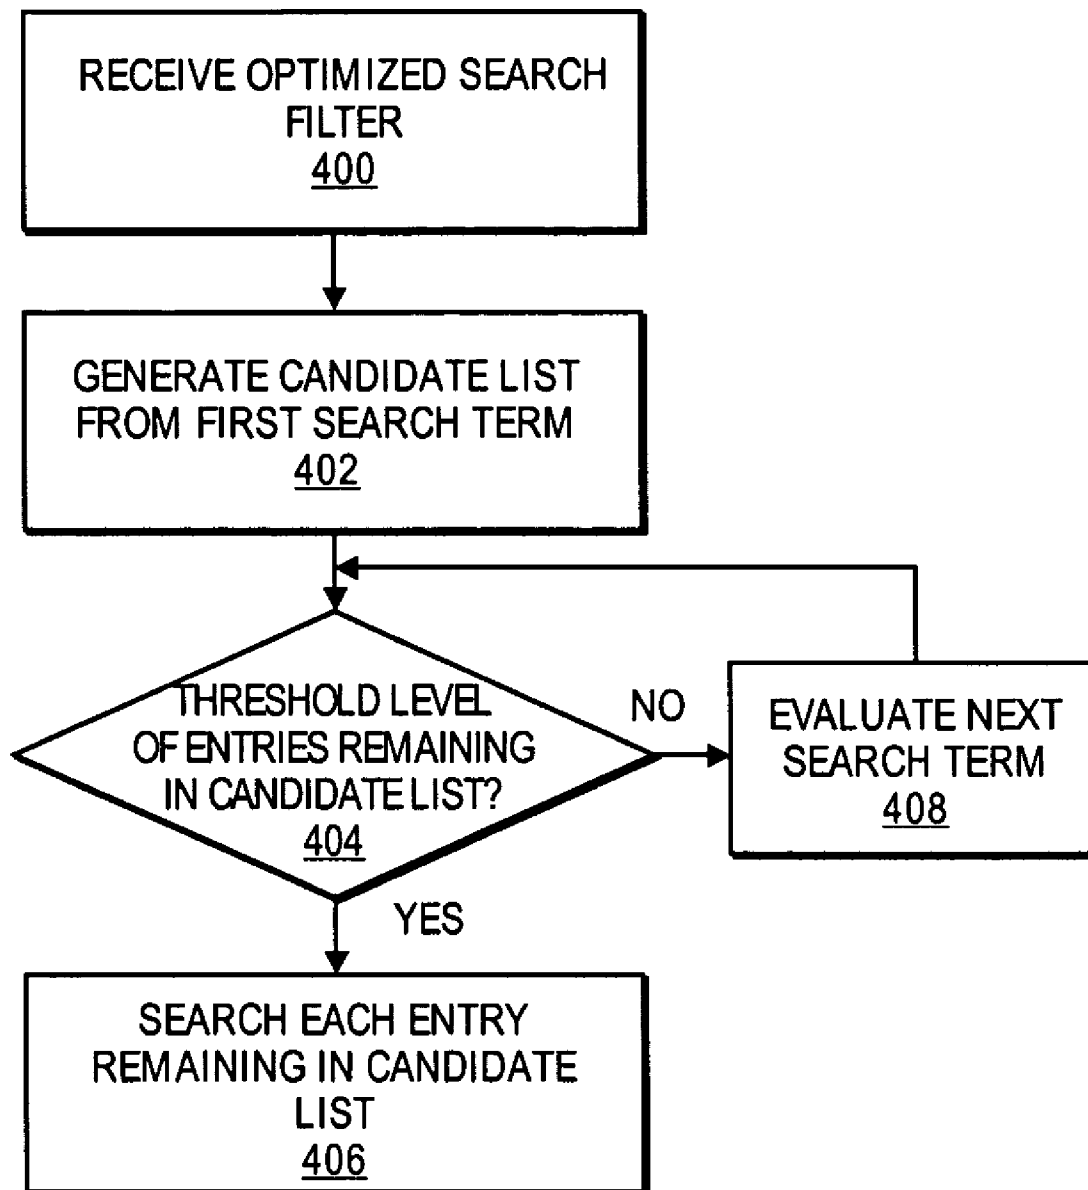 RECEIVE OPTIMIZED SEARCH
FILTER
400
GENERATE CANDIDATE LIST
FROM FIRST SEARCH TERM
402
THRESHOLD LEVEL
OF ENTRIES REMAINING
IN CANDIDATE LIST?
404
NO
EVALUATE NEXT
SEARCH TERM
408
YES
SEARCH EACH ENTRY
REMAINING IN CANDIDATE
LIST
406